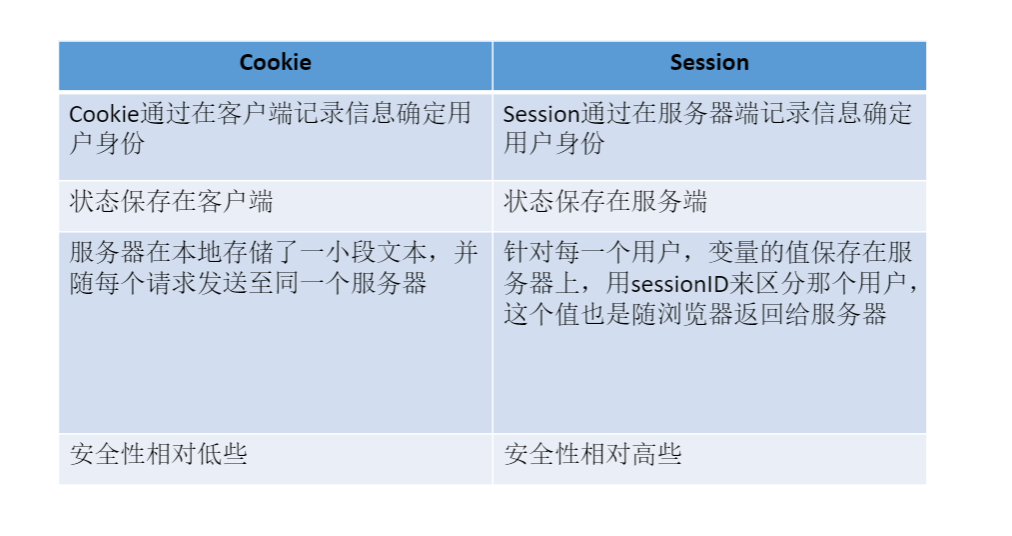 Cookie
Session
Cookie通过在客户端记录信息确定用
户身份
Session通过在服务器端记录信息确定
用户身份
状态保存在客户端
状态保存在服务端
服务器在本地存储了一小段文本，并
随每个请求发送至同一个服务器
针对每一个用户，变量的值保存在服
务器上，用sessionID来区分那个用户，
这个值也是随浏览器返回给服务器
安全性相对低些
安全性相对高些